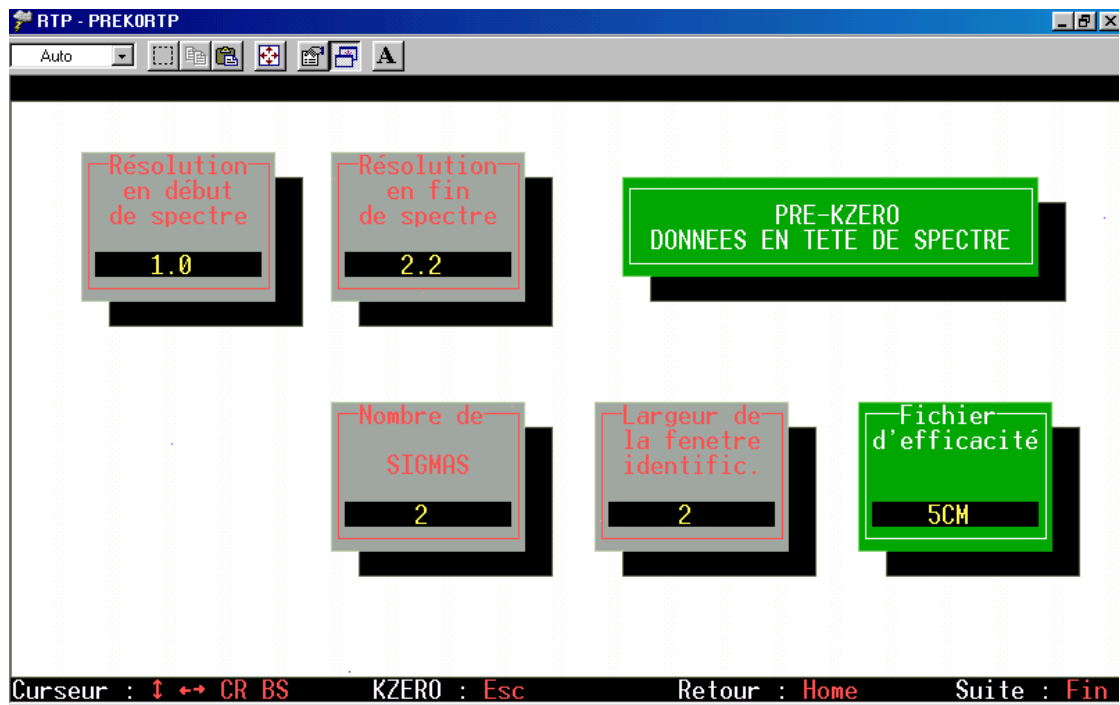 RTP - PREKORTP
Auto
A
Résolution
en début
de spectre
1.0
Résolution
en fin
de spectre
2.2
PRE-KZERO
DONNEES EN TETE DE SPECTRE
Nombre de
SIGMAS
2
Largeur de
la fenetre
identific.
2
Fichier
d'efficacité
5CM
Curseur : ↕ ←→ CR BS KZERO : Esc Retour : Home Suite : Fin